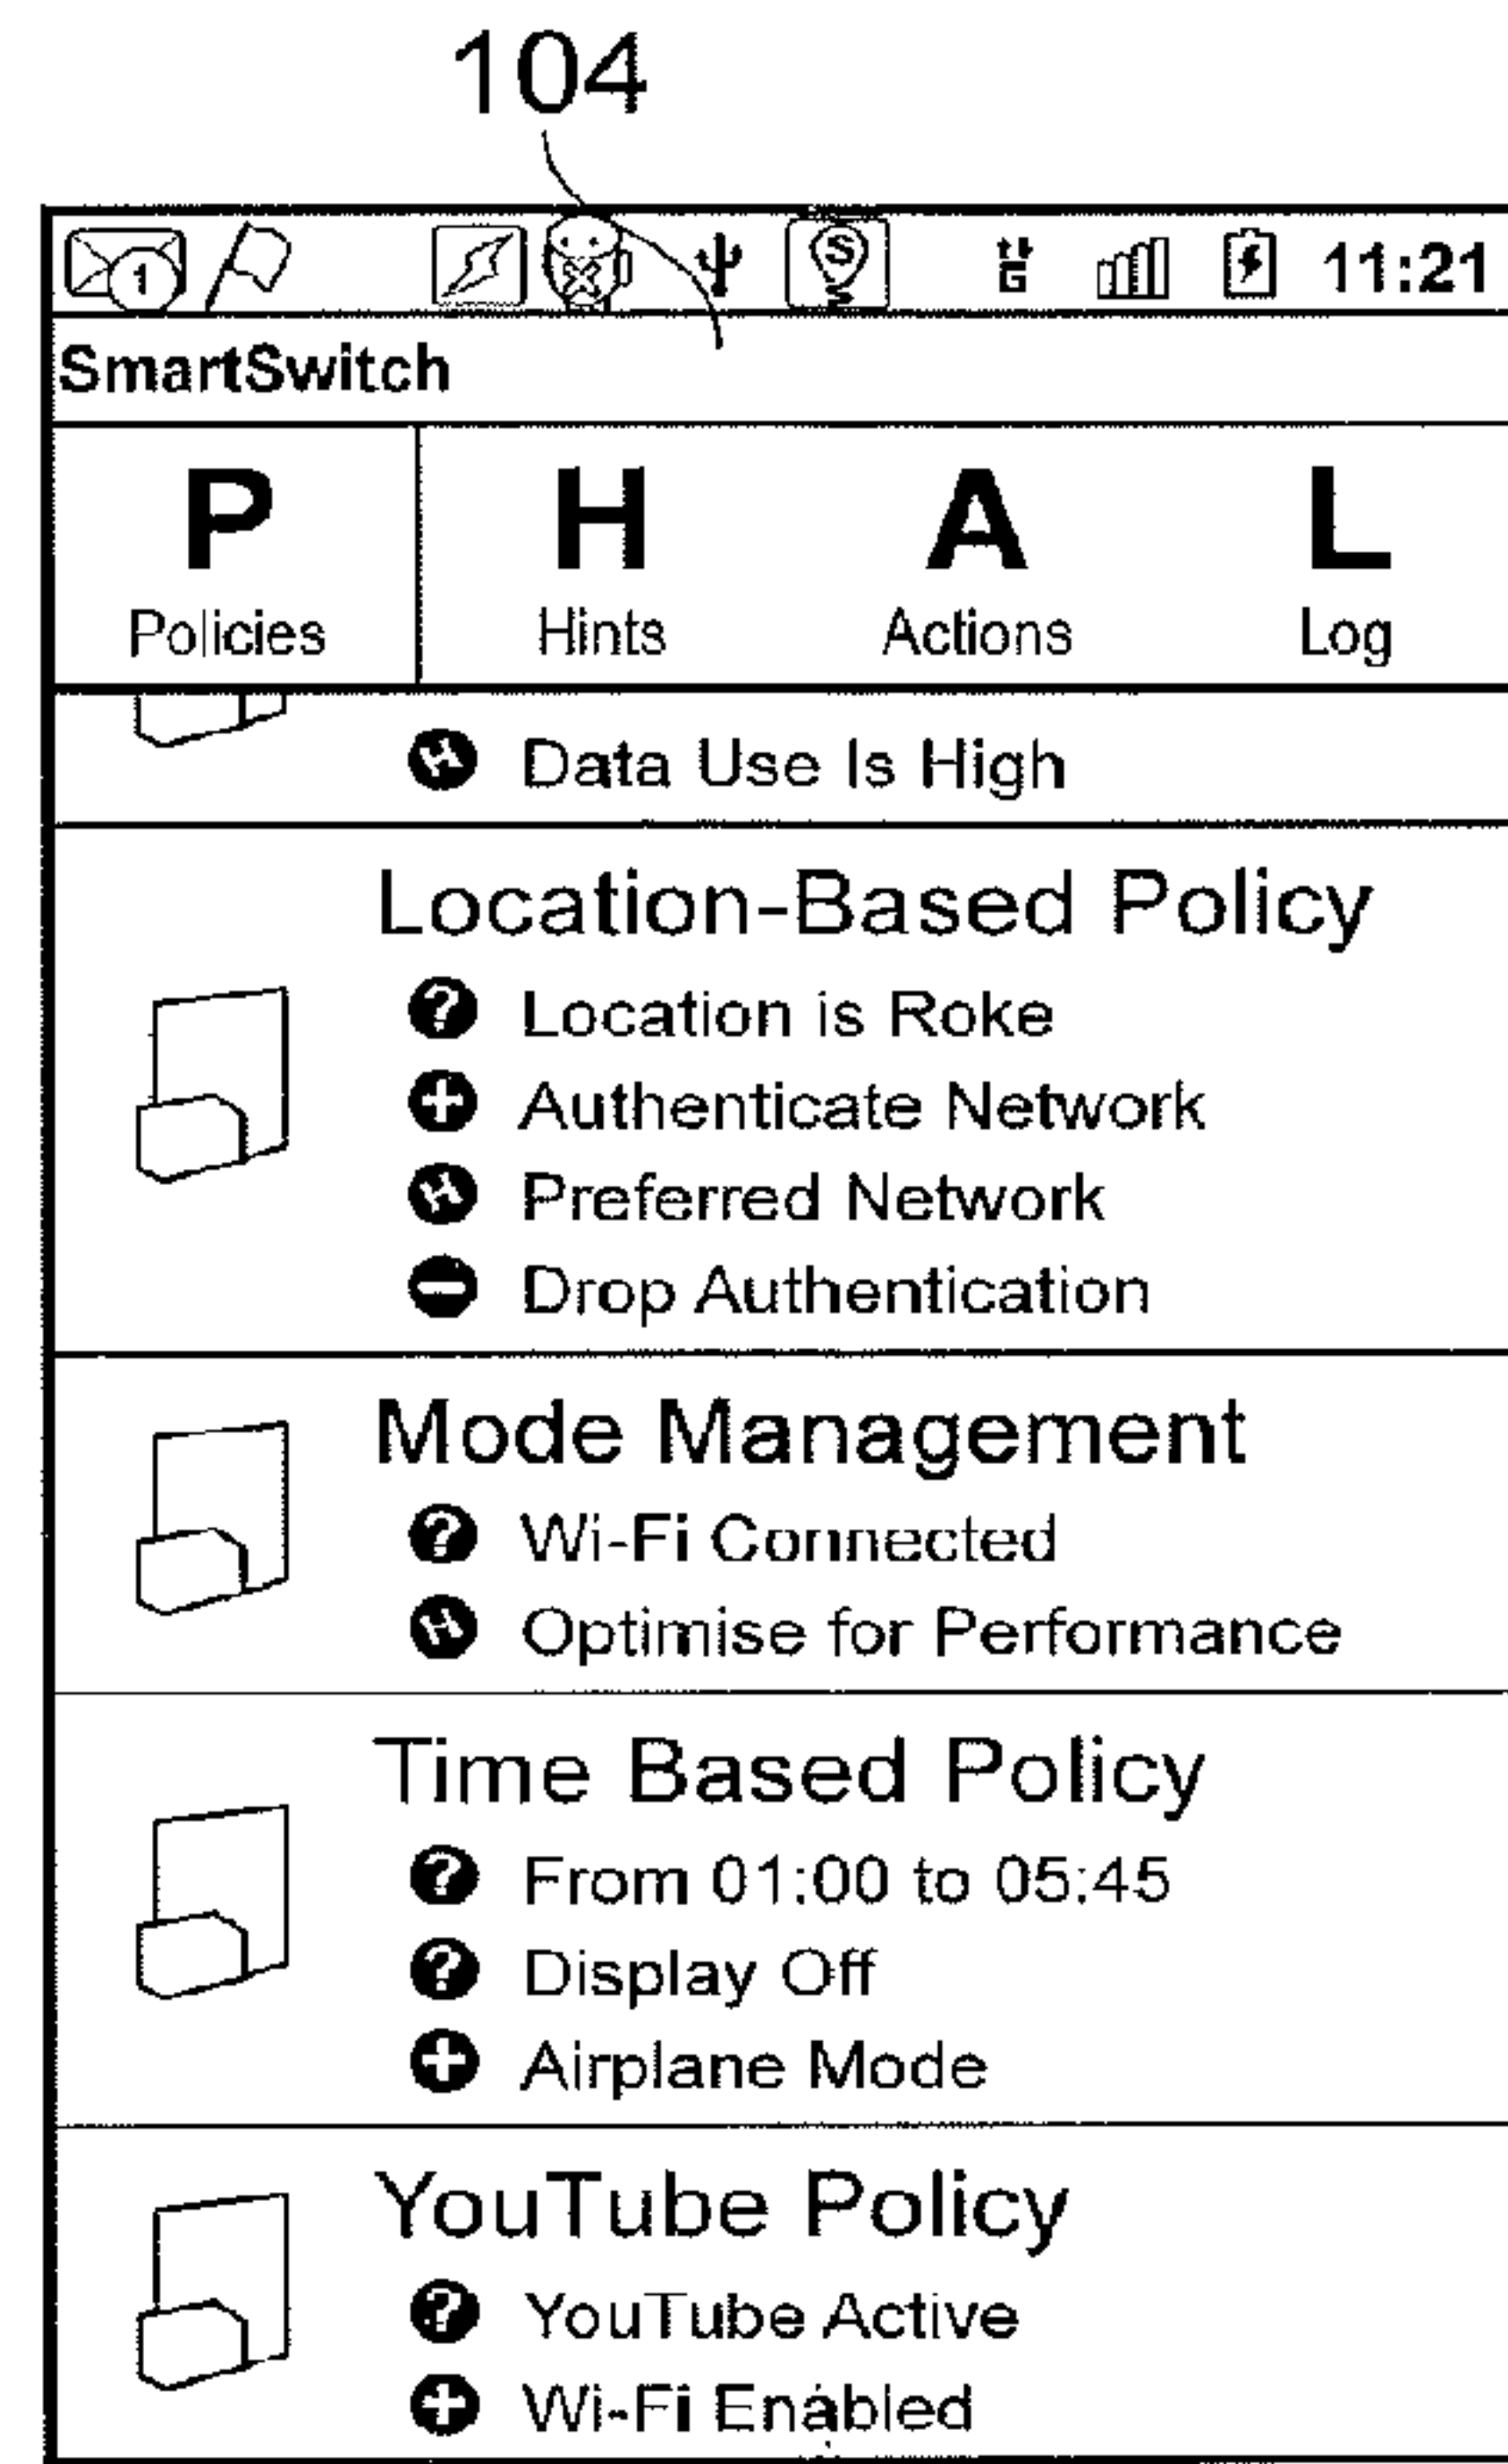 104
1 S G 11:21
SmartSwitch
P H A L
Policies Hints Actions Log
H Data Use Is High
Location-Based Policy
? Location is Roke
+ Authenticate Network
H Preferred Network
− Drop Authentication
Mode Management
? Wi-Fi Connected
H Optimise for Performance
Time Based Policy
? From 01:00 to 05:45
? Display Off
+ Airplane Mode
YouTube Policy
? YouTube Active
+ Wi-Fi Enabled